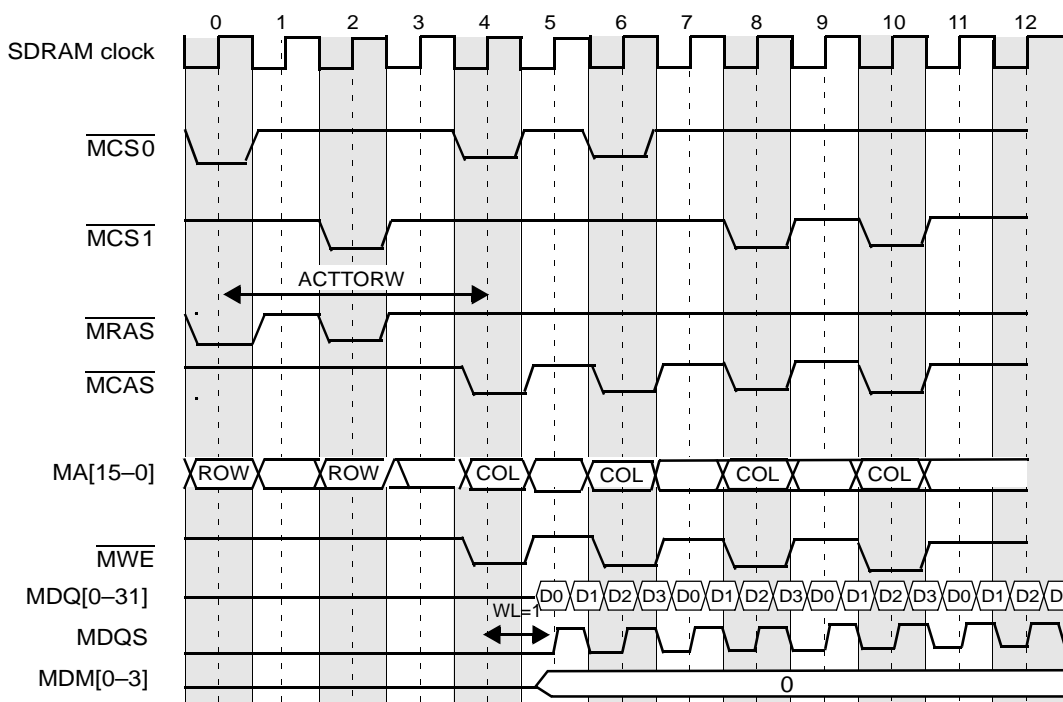 0 1 2 3 4 5 6 7 8 9 10 11 12
SDRAM clock
MCS0
MCS1
ACTTORW
MRAS
MCAS
MA[15–0] ROW ROW COL COL COL COL
MWE
MDQ[0–31] D0 D1 D2 D3 D0 D1 D2 D3 D0 D1 D2 D3 D0 D1 D2 D
WL=1
MDQS
MDM[0–3] 0